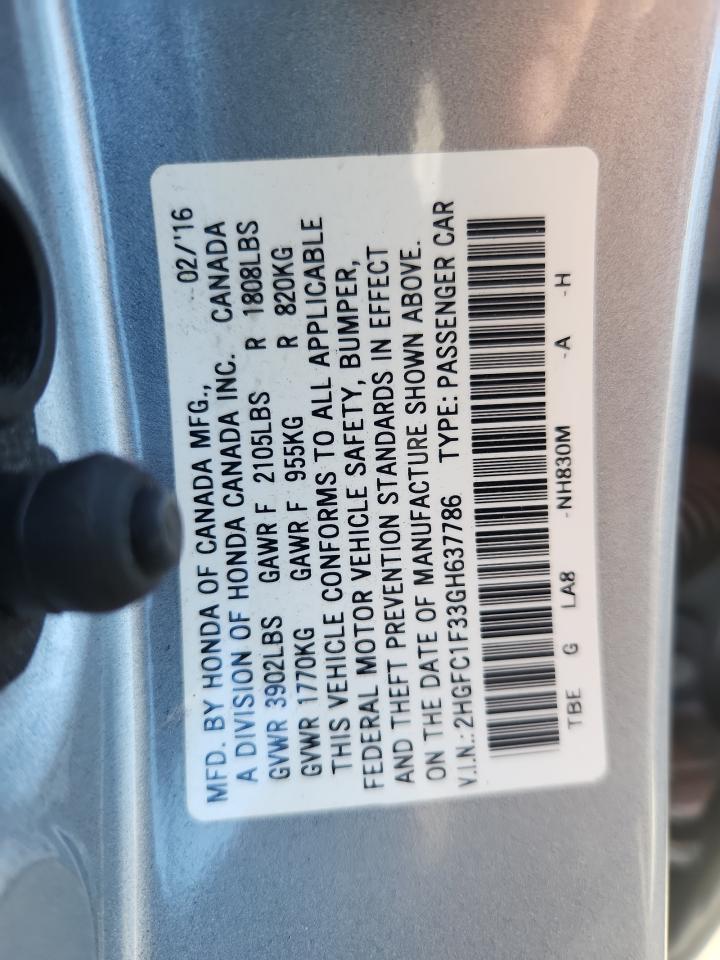 MFD. BY HONDA OF CANADA MFG., 02/'16
A DIVISION OF HONDA CANADA INC. CANADA
GVWR 3902LBS GAWR F 2105LBS R 1808LBS
GVWR 1770KG GAWR F 955KG R 820KG
THIS VEHICLE CONFORMS TO ALL APPLICABLE
FEDERAL MOTOR VEHICLE SAFETY, BUMPER,
AND THEFT PREVENTION STANDARDS IN EFFECT
ON THE DATE OF MANUFACTURE SHOWN ABOVE.
V.I.N.: 2HGFC1F33GH637786 TYPE: PASSENGER CAR
TBE G LA8 -NH830M -A -H